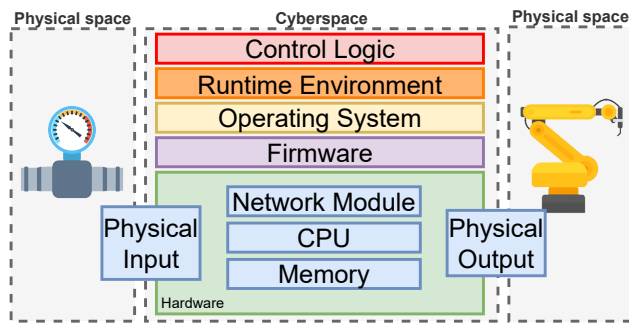 Physical space
Cyberspace
Physical space
Control Logic
Runtime Environment
Operating System
Firmware
Network Module
CPU
Memory
Physical
Input
Physical
Output
Hardware